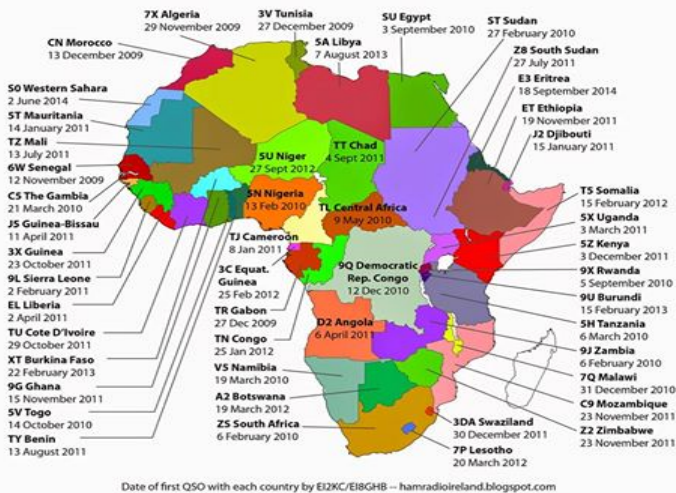 7X Algeria
29 November 2009
3V Tunisia
27 December 2009
5A Libya
7 August 2013
SU Egypt
3 September 2010
ST Sudan
27 February 2010
CN Morocco
13 December 2009
Z8 South Sudan
27 July 2011
E3 Eritrea
18 September 2014
ET Ethiopia
19 November 2011
J2 Djibouti
15 January 2011
S0 Western Sahara
2 June 2014
5T Mauritania
14 January 2011
TZ Mali
13 July 2011
6W Senegal
12 November 2009
C5 The Gambia
21 March 2010
J5 Guinea-Bissau
11 April 2011
3X Guinea
23 October 2011
9L Sierra Leone
2 February 2011
EL Liberia
2 April 2011
TU Cote D'Ivoire
29 October 2011
XT Burkina Faso
22 February 2013
9G Ghana
15 November 2011
5V Togo
14 October 2010
TY Benin
13 August 2011
5U Niger
27 Sept 2012
TT Chad
4 Sept 2011
5N Nigeria
13 Feb 2010
TL Central Africa
9 May 2010
TJ Cameroon
8 Jan 2011
3C Equat.
Guinea
25 Feb 2012
TR Gabon
27 Dec 2009
TN Congo
25 Jan 2012
9Q Democratic
Rep. Congo
12 Dec 2010
D2 Angola
6 April 2011
V5 Namibia
19 March 2010
A2 Botswana
19 March 2012
ZS South Africa
6 February 2010
T5 Somalia
15 February 2012
5X Uganda
3 March 2011
5Z Kenya
3 December 2011
9X Rwanda
5 September 2010
9U Burundi
15 February 2013
5H Tanzania
6 March 2010
9J Zambia
6 February 2010
7Q Malawi
31 December 2010
C9 Mozambique
23 November 2011
Z2 Zimbabwe
23 November 2011
3DA Swaziland
30 December 2011
7P Lesotho
20 March 2012
Date of first QSO with each country by EI2KC/EI8GHB -- hamradioireland.blogspot.com